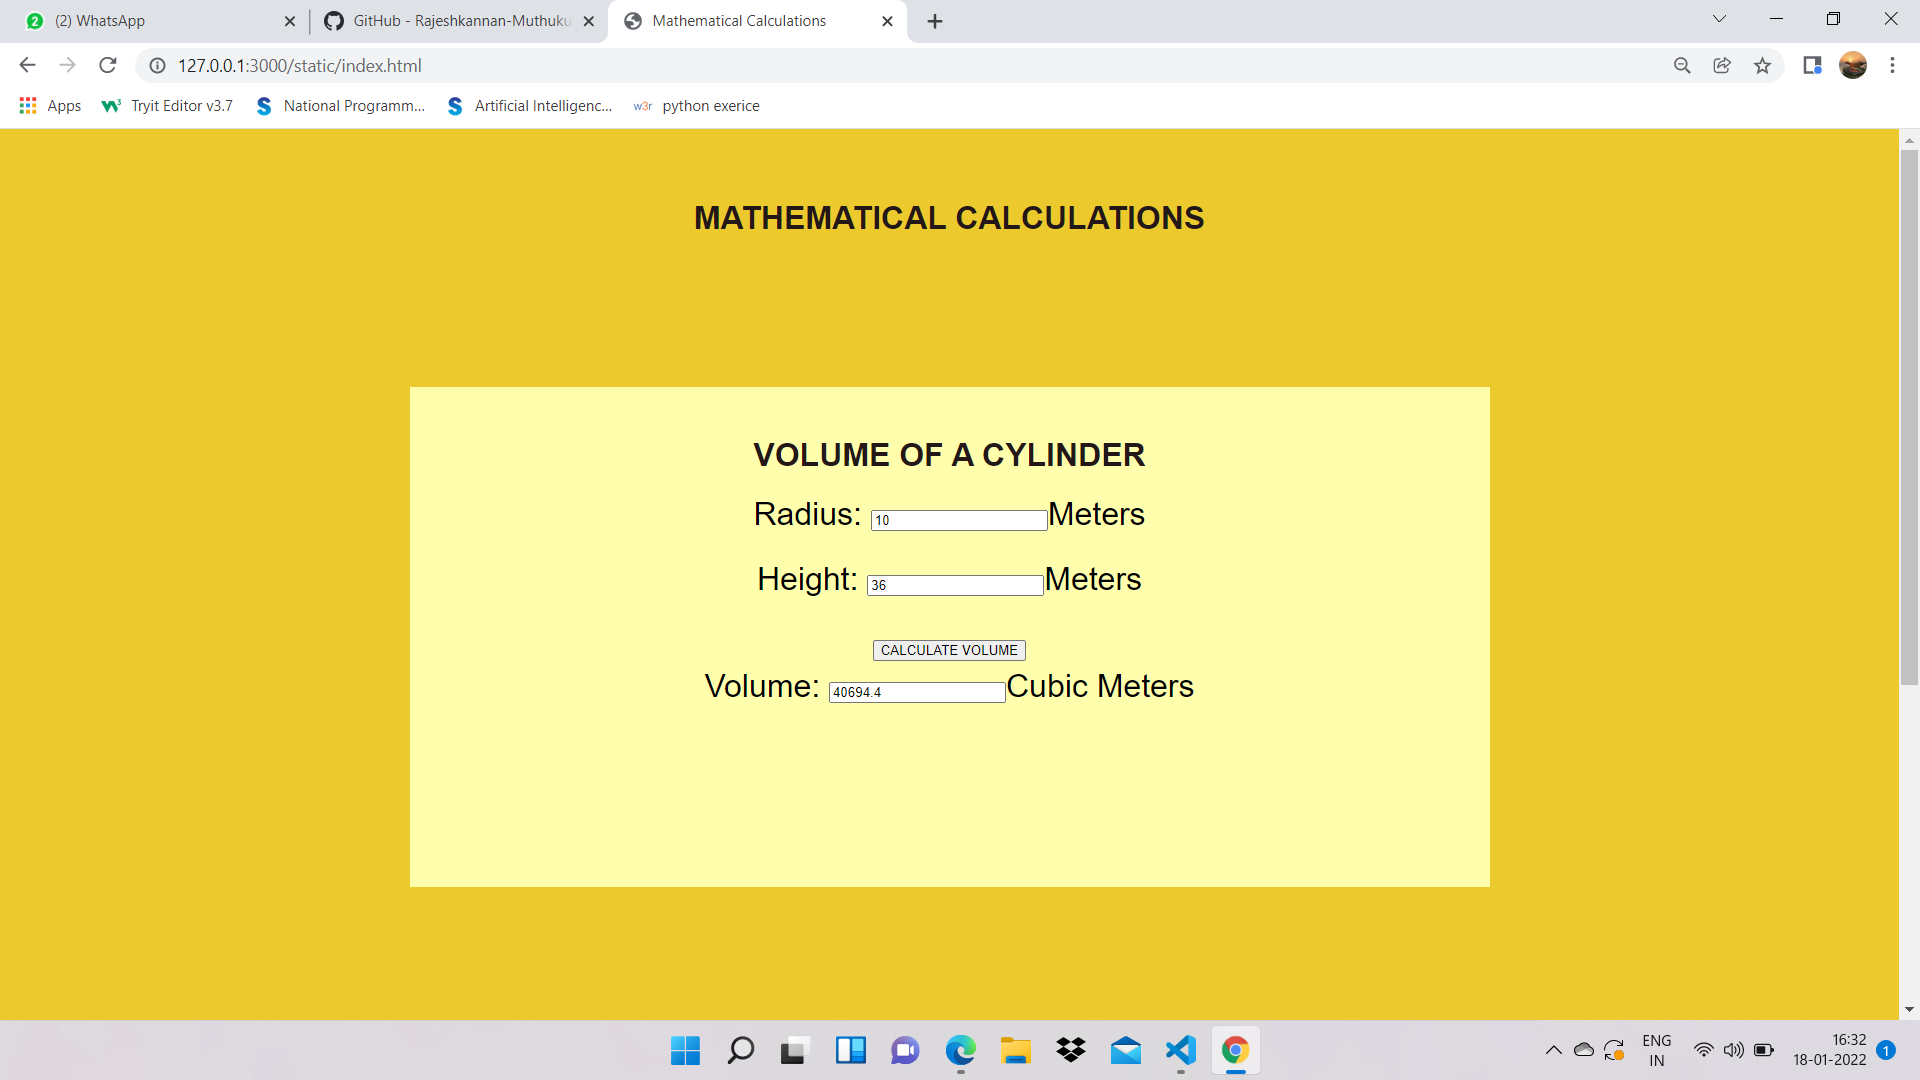 (2) WhatsApp
GitHub - Rajeshkannan-Muthuku
Mathematical Calculations
127.0.0.1:3000/static/index.html
Apps
Tryit Editor v3.7
National Programm...
Artificial Intelligenc...
w3r python exerice
MATHEMATICAL CALCULATIONS
VOLUME OF A CYLINDER
Radius: 10 Meters
Height: 36 Meters
CALCULATE VOLUME
Volume: 40694.4 Cubic Meters
ENG
IN
16:32
18-01-2022
1